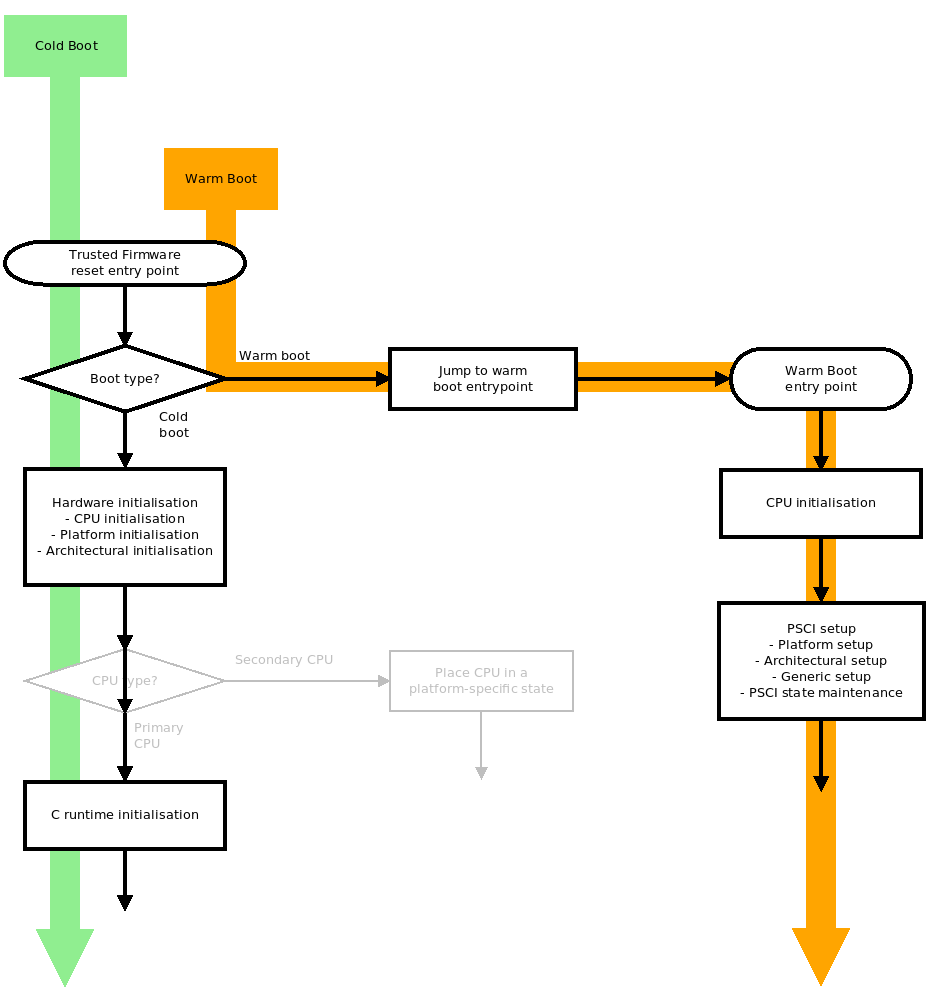 Cold Boot
Warm Boot
Trusted Firmware
reset entry point
Warm boot
Boot type?
Jump to warm
boot entrypoint
Warm Boot
entry point
Cold
boot
Hardware initialisation
- CPU initialisation
- Platform initialisation
- Architectural initialisation
CPU initialisation
PSCI setup
- Platform setup
- Architectural setup
- Generic setup
- PSCI state maintenance
Secondary CPU
CPU type?
Place CPU in a
platform-specific state
Primary
CPU
C runtime initialisation